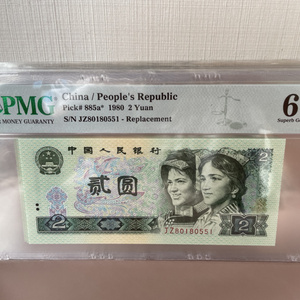 PMG
MONEY GUARANTY
China / People's Republic
Pick# 885a* 1980 2 Yuan
S/N JZ80180551 - Replacement
6
Superb G
中国人民银行
贰圆
2
2
JZ80180551